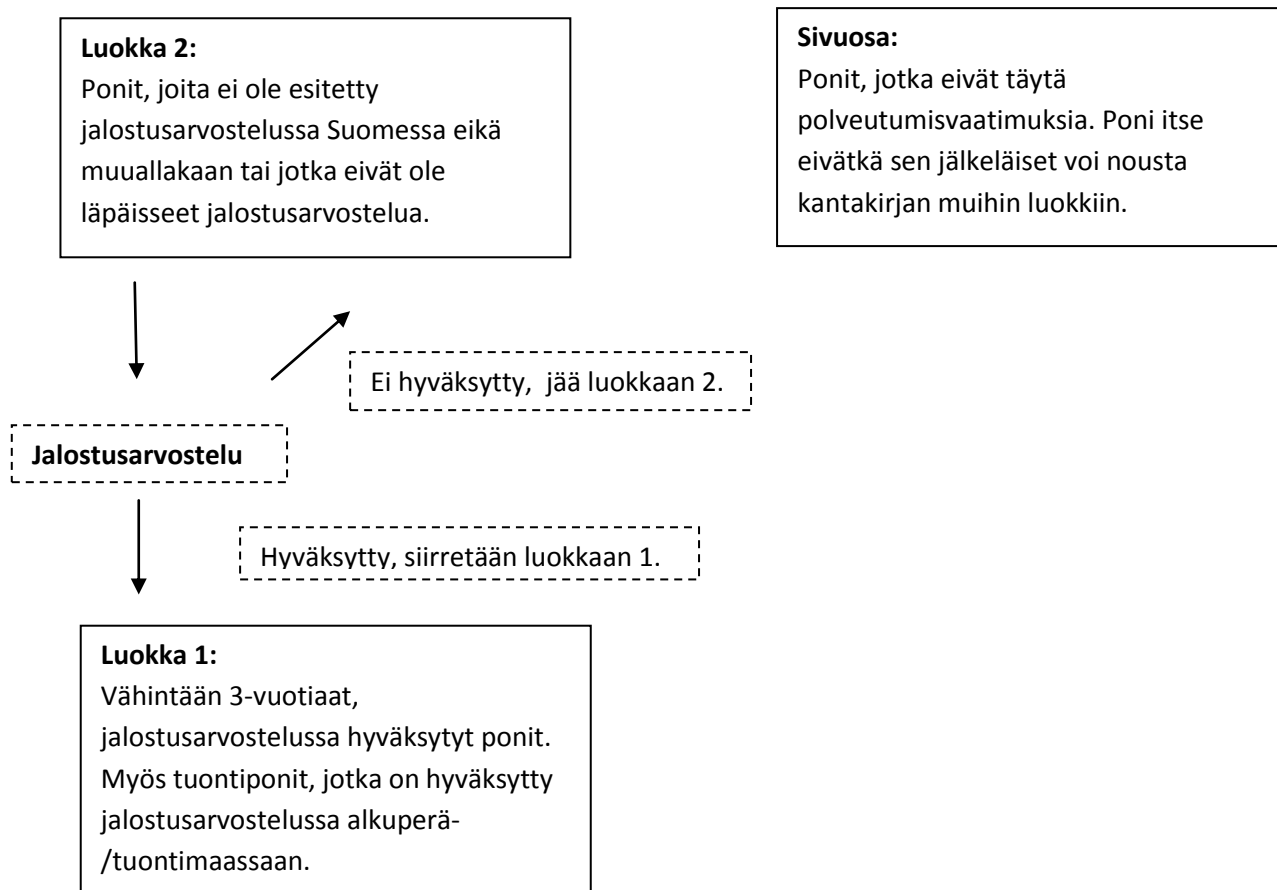 Luokka 2:
Ponit, joita ei ole esitetty
jalostusarvostelussa Suomessa eikä
muuallakaan tai jotka eivät ole
läpäisseet jalostusarvostelua.
Sivuosa:
Ponit, jotka eivät täytä
polveutumisvaatimuksia. Poni itse
eivätkä sen jälkeläiset voi nousta
kantakirjan muihin luokkiin.
Ei hyväksytty, jää luokkaan 2.
Jalostusarvostelu
Hyväksytty, siirretään luokkaan 1.
Luokka 1:
Vähintään 3-vuotiaat,
jalostusarvostelussa hyväksytyt ponit.
Myös tuontiponit, jotka on hyväksytty
jalostusarvostelussa alkuperä-
/tuontimaassaan.